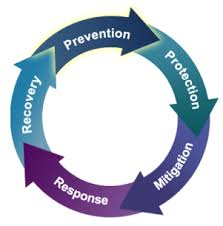 Prevention
Protection
Mitigation
Response
Recovery